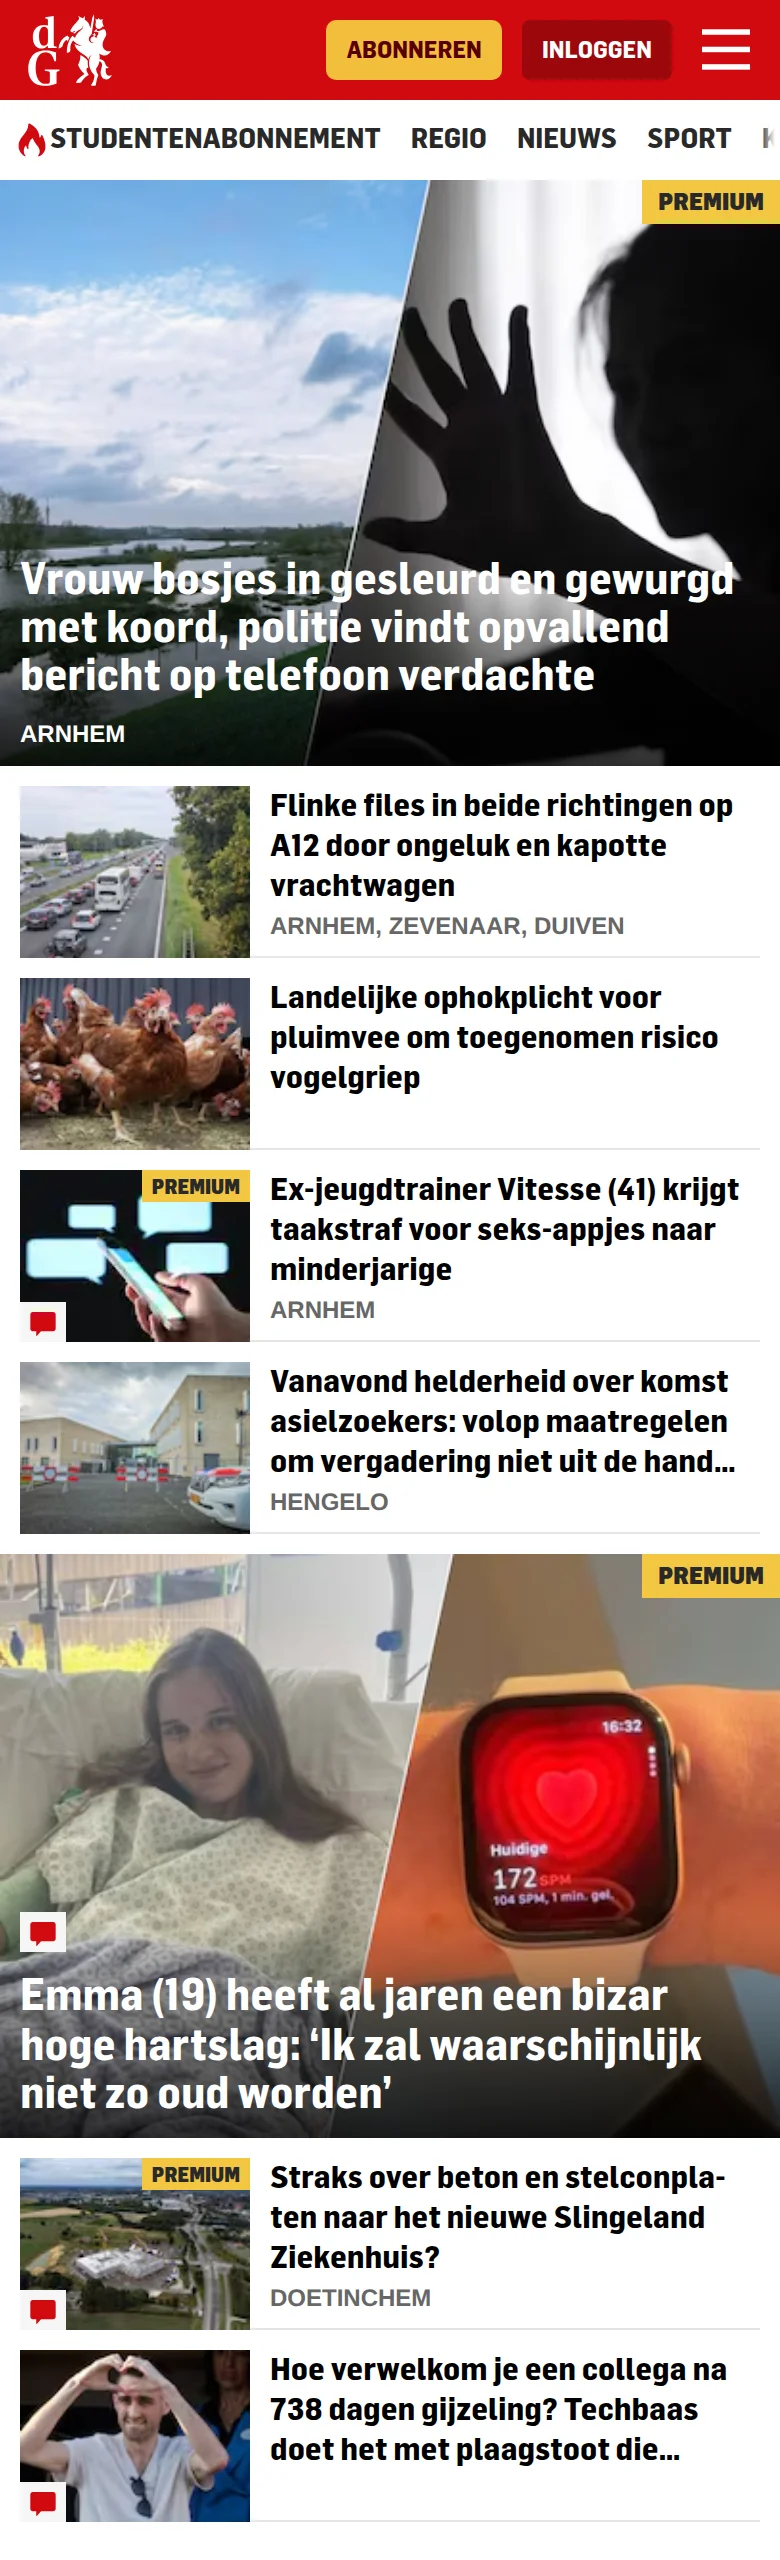 dG
ABONNEREN
INLOGGEN
STUDENTENABONNEMENT REGIO NIEUWS SPORT
PREMIUM
Vrouw bosjes in gesleurd en gewurgd
met koord, politie vindt opvallend
bericht op telefoon verdachte
ARNHEM
Flinke files in beide richtingen op
A12 door ongeluk en kapotte
vrachtwagen
ARNHEM, ZEVENAAR, DUIVEN
Landelijke ophokplicht voor
pluimvee om toegenomen risico
vogelgriep
PREMIUM
Ex-jeugdtrainer Vitesse (41) krijgt
taakstraf voor seks-appjes naar
minderjarige
ARNHEM
Vanavond helderheid over komst
asielzoekers: volop maatregelen
om vergadering niet uit de hand...
HENGELO
PREMIUM
16:32
Huidige
172 SPM
104 SPM, 1 min. gel.
Emma (19) heeft al jaren een bizar
hoge hartslag: ‘Ik zal waarschijnlijk
niet zo oud worden’
PREMIUM
Straks over beton en stelconpla-
ten naar het nieuwe Slingeland
Ziekenhuis?
DOETINCHEM
Hoe verwelkom je een collega na
738 dagen gijzeling? Techbaas
doet het met plaagstoot die...